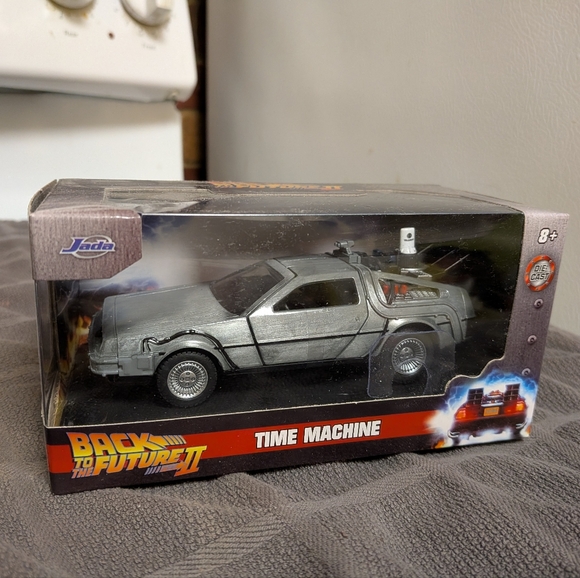 Jada
8+
DIE
CAST
BACK
TO THE
FUTURE II
TIME MACHINE